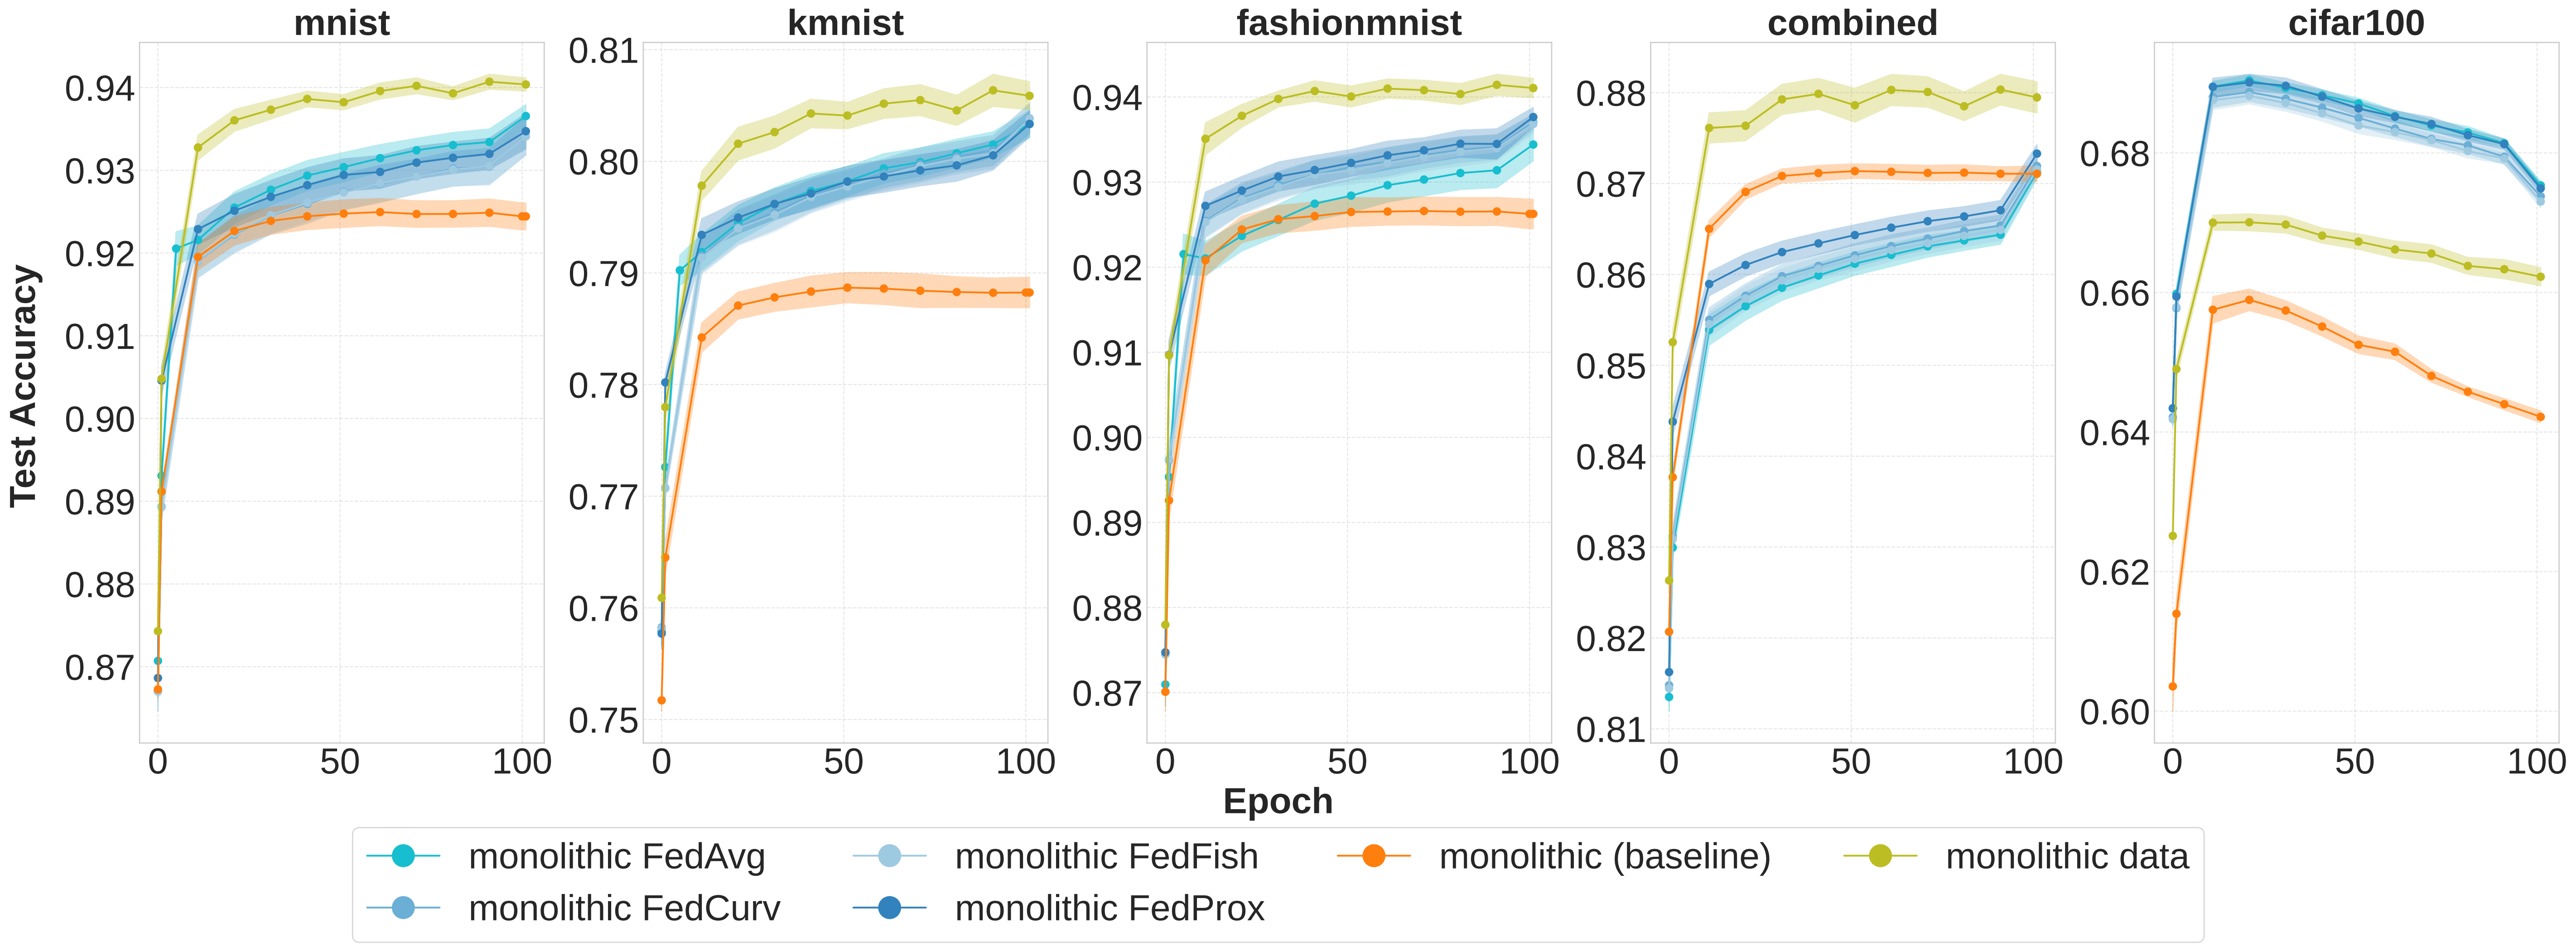 mnist
kmnist
fashionmnist
combined
cifar100
Test Accuracy
0.94
0.93
0.92
0.91
0.90
0.89
0.88
0.87
0 50 100
0.81
0.80
0.79
0.78
0.77
0.76
0.75
0 50 100
0.94
0.93
0.92
0.91
0.90
0.89
0.88
0.87
0 50 100
0.88
0.87
0.86
0.85
0.84
0.83
0.82
0.81
0 50 100
0.68
0.66
0.64
0.62
0.60
0 50 100
Epoch
monolithic FedAvg
monolithic FedFish
monolithic (baseline)
monolithic data
monolithic FedCurv
monolithic FedProx